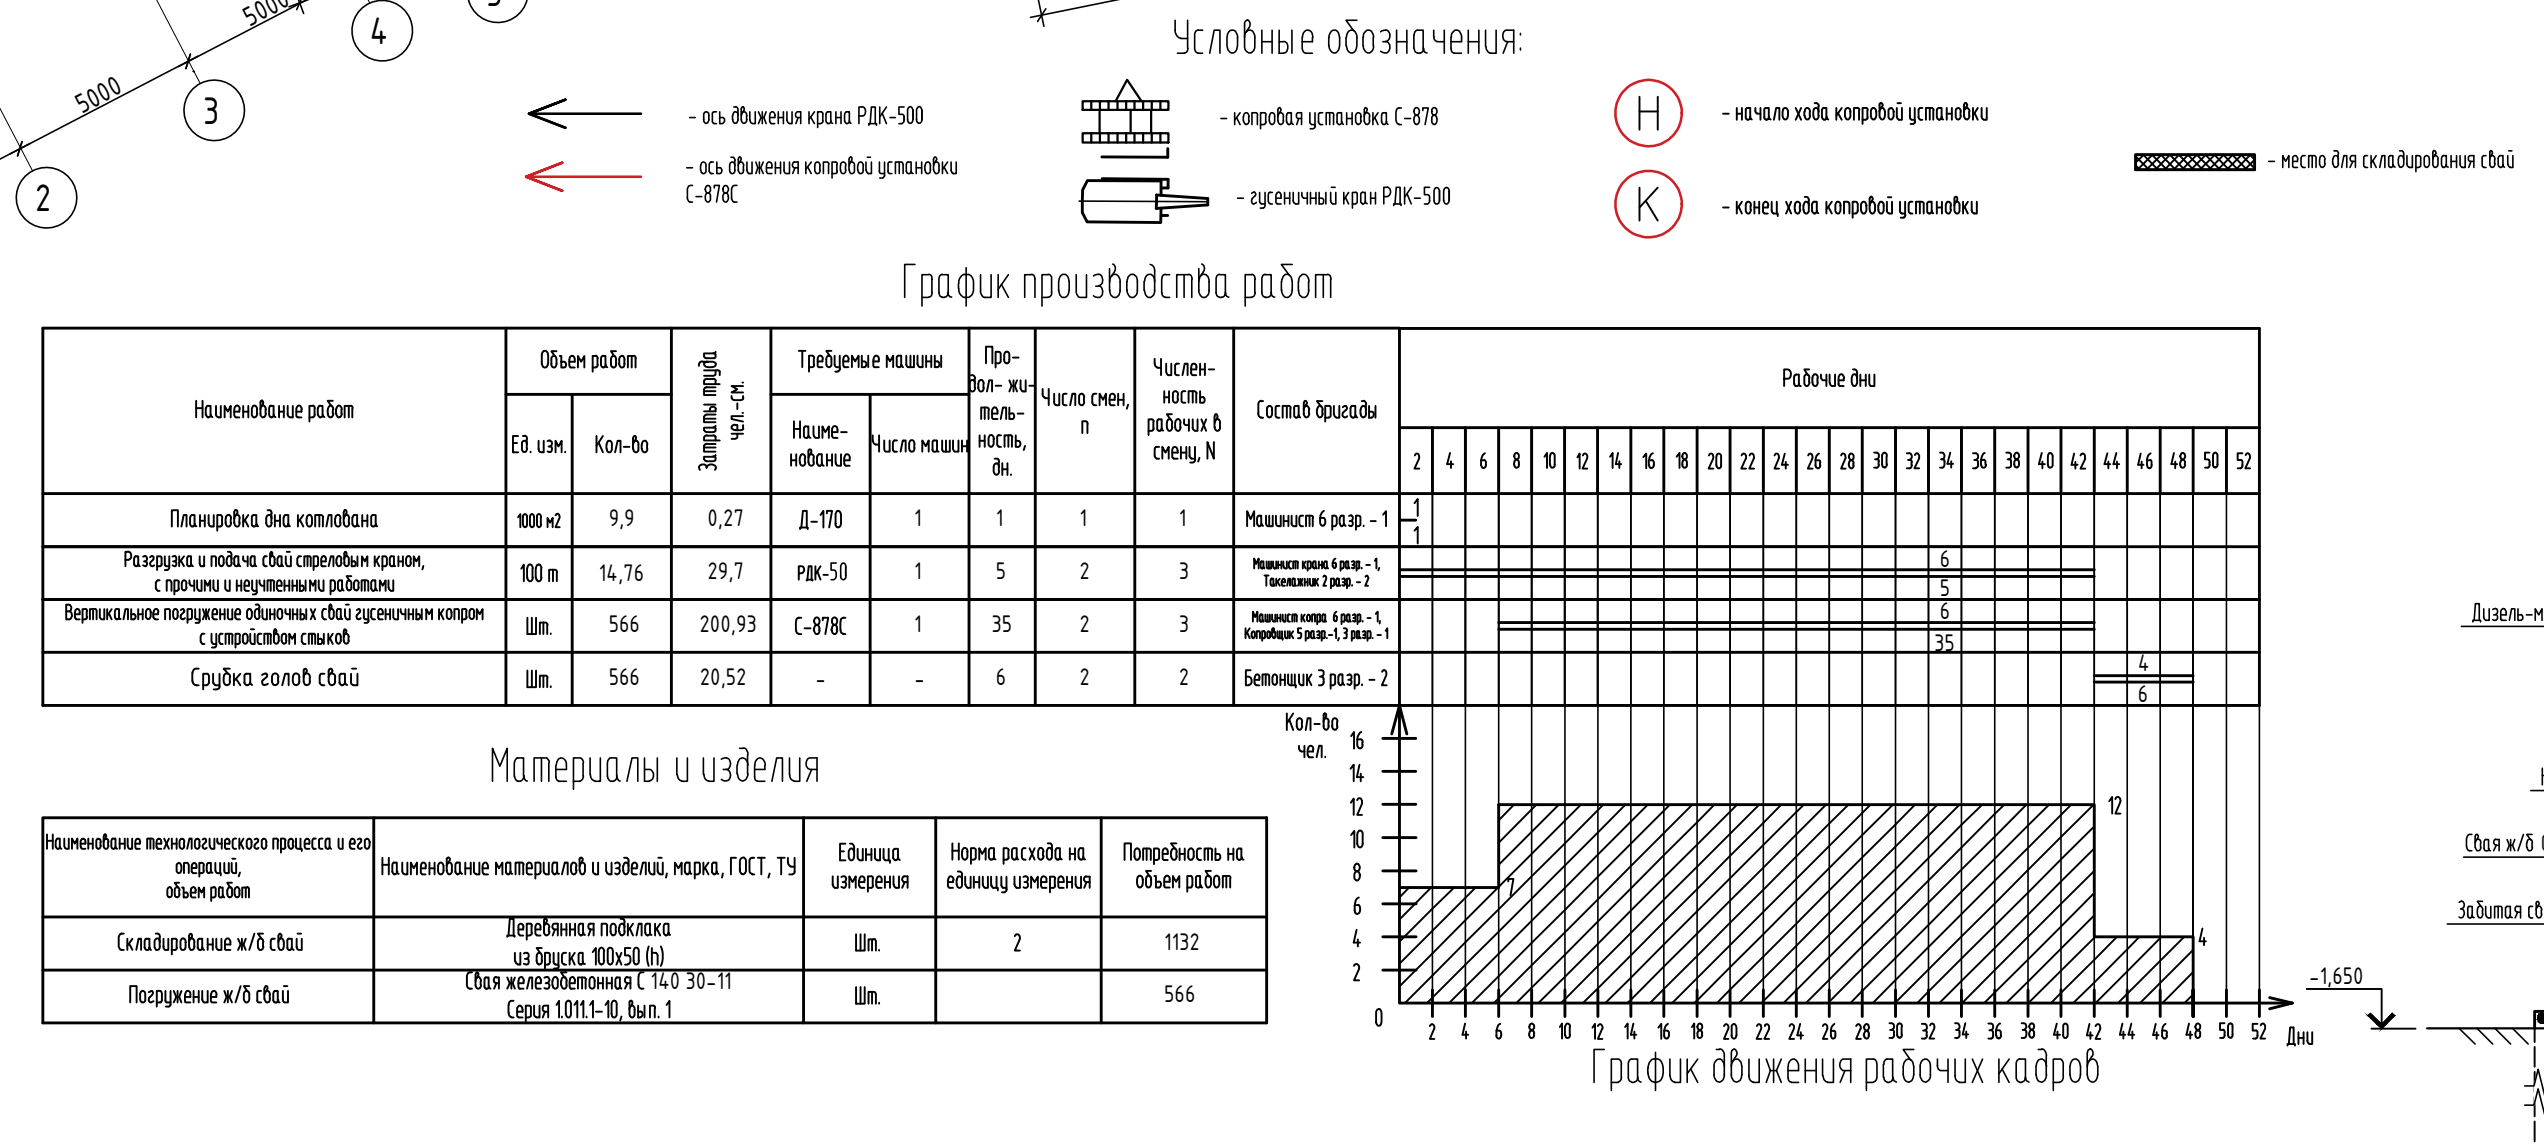 5000
5000
4
3
2
Условные обозначения:
- ось движения крана РДК-500
- ось движения копровой установки
С-878С
- копровая установка С-878
- гусеничный кран РДК-500
Н
- начало хода копровой установки
К
- конец хода копровой установки
- место для складирования свай
График производства работ
Наименование работ
Объем работ
Ед. изм.
Кол-во
Затраты труда
чел.-см.
Требуемые машины
Наиме-
нование
Число машин
Про-
дол- жи-
тель-
ность,
дн.
Число смен,
n
Числен-
ность
рабочих в
смену, N
Состав бригады
Рабочие дни
2 4 6 8 10 12 14 16 18 20 22 24 26 28 30 32 34 36 38 40 42 44 46 48 50 52
Планировка дна котлована
1000 м2
9,9
0,27
Д-170
1
1
1
1
Машинист 6 разр. - 1
1
1
Разгрузка и подача свай стреловым краном,
с прочими и неучтенными работами
100 т
14,76
29,7
РДК-50
1
5
2
3
Машинист крана 6 разр. - 1,
Такелажник 2 разр. - 2
6
5
Вертикальное погружение одиночных свай гусеничным копром
с устройством стыков
Шт.
566
200,93
С-878С
1
35
2
3
Машинист копра 6 разр. - 1,
Копровщик 5 разр.-1, 3 разр. - 1
6
35
Срубка голов свай
Шт.
566
20,52
-
-
6
2
2
Бетонщик 3 разр. - 2
4
6
Материалы и изделия
Наименование технологического процесса и его
операций,
объем работ
Наименование материалов и изделий, марка, ГОСТ, ТУ
Единица
измерения
Норма расхода на
единицу измерения
Потребность на
объем работ
Складирование ж/б свай
Деревянная подклака
из бруска 100х50 (h)
Шт.
2
1132
Погружение ж/б свай
Свая железобетонная С 140 30-11
Серия 1.011.1-10, вып. 1
Шт.
566
Кол-во
чел.
16
14
12
10
8
6
4
2
0
7
12
4
2 4 6 8 10 12 14 16 18 20 22 24 26 28 30 32 34 36 38 40 42 44 46 48 50 52
Дни
График движения рабочих кадров
Дизель-м
Свая ж/б
Забитая св
-1,650